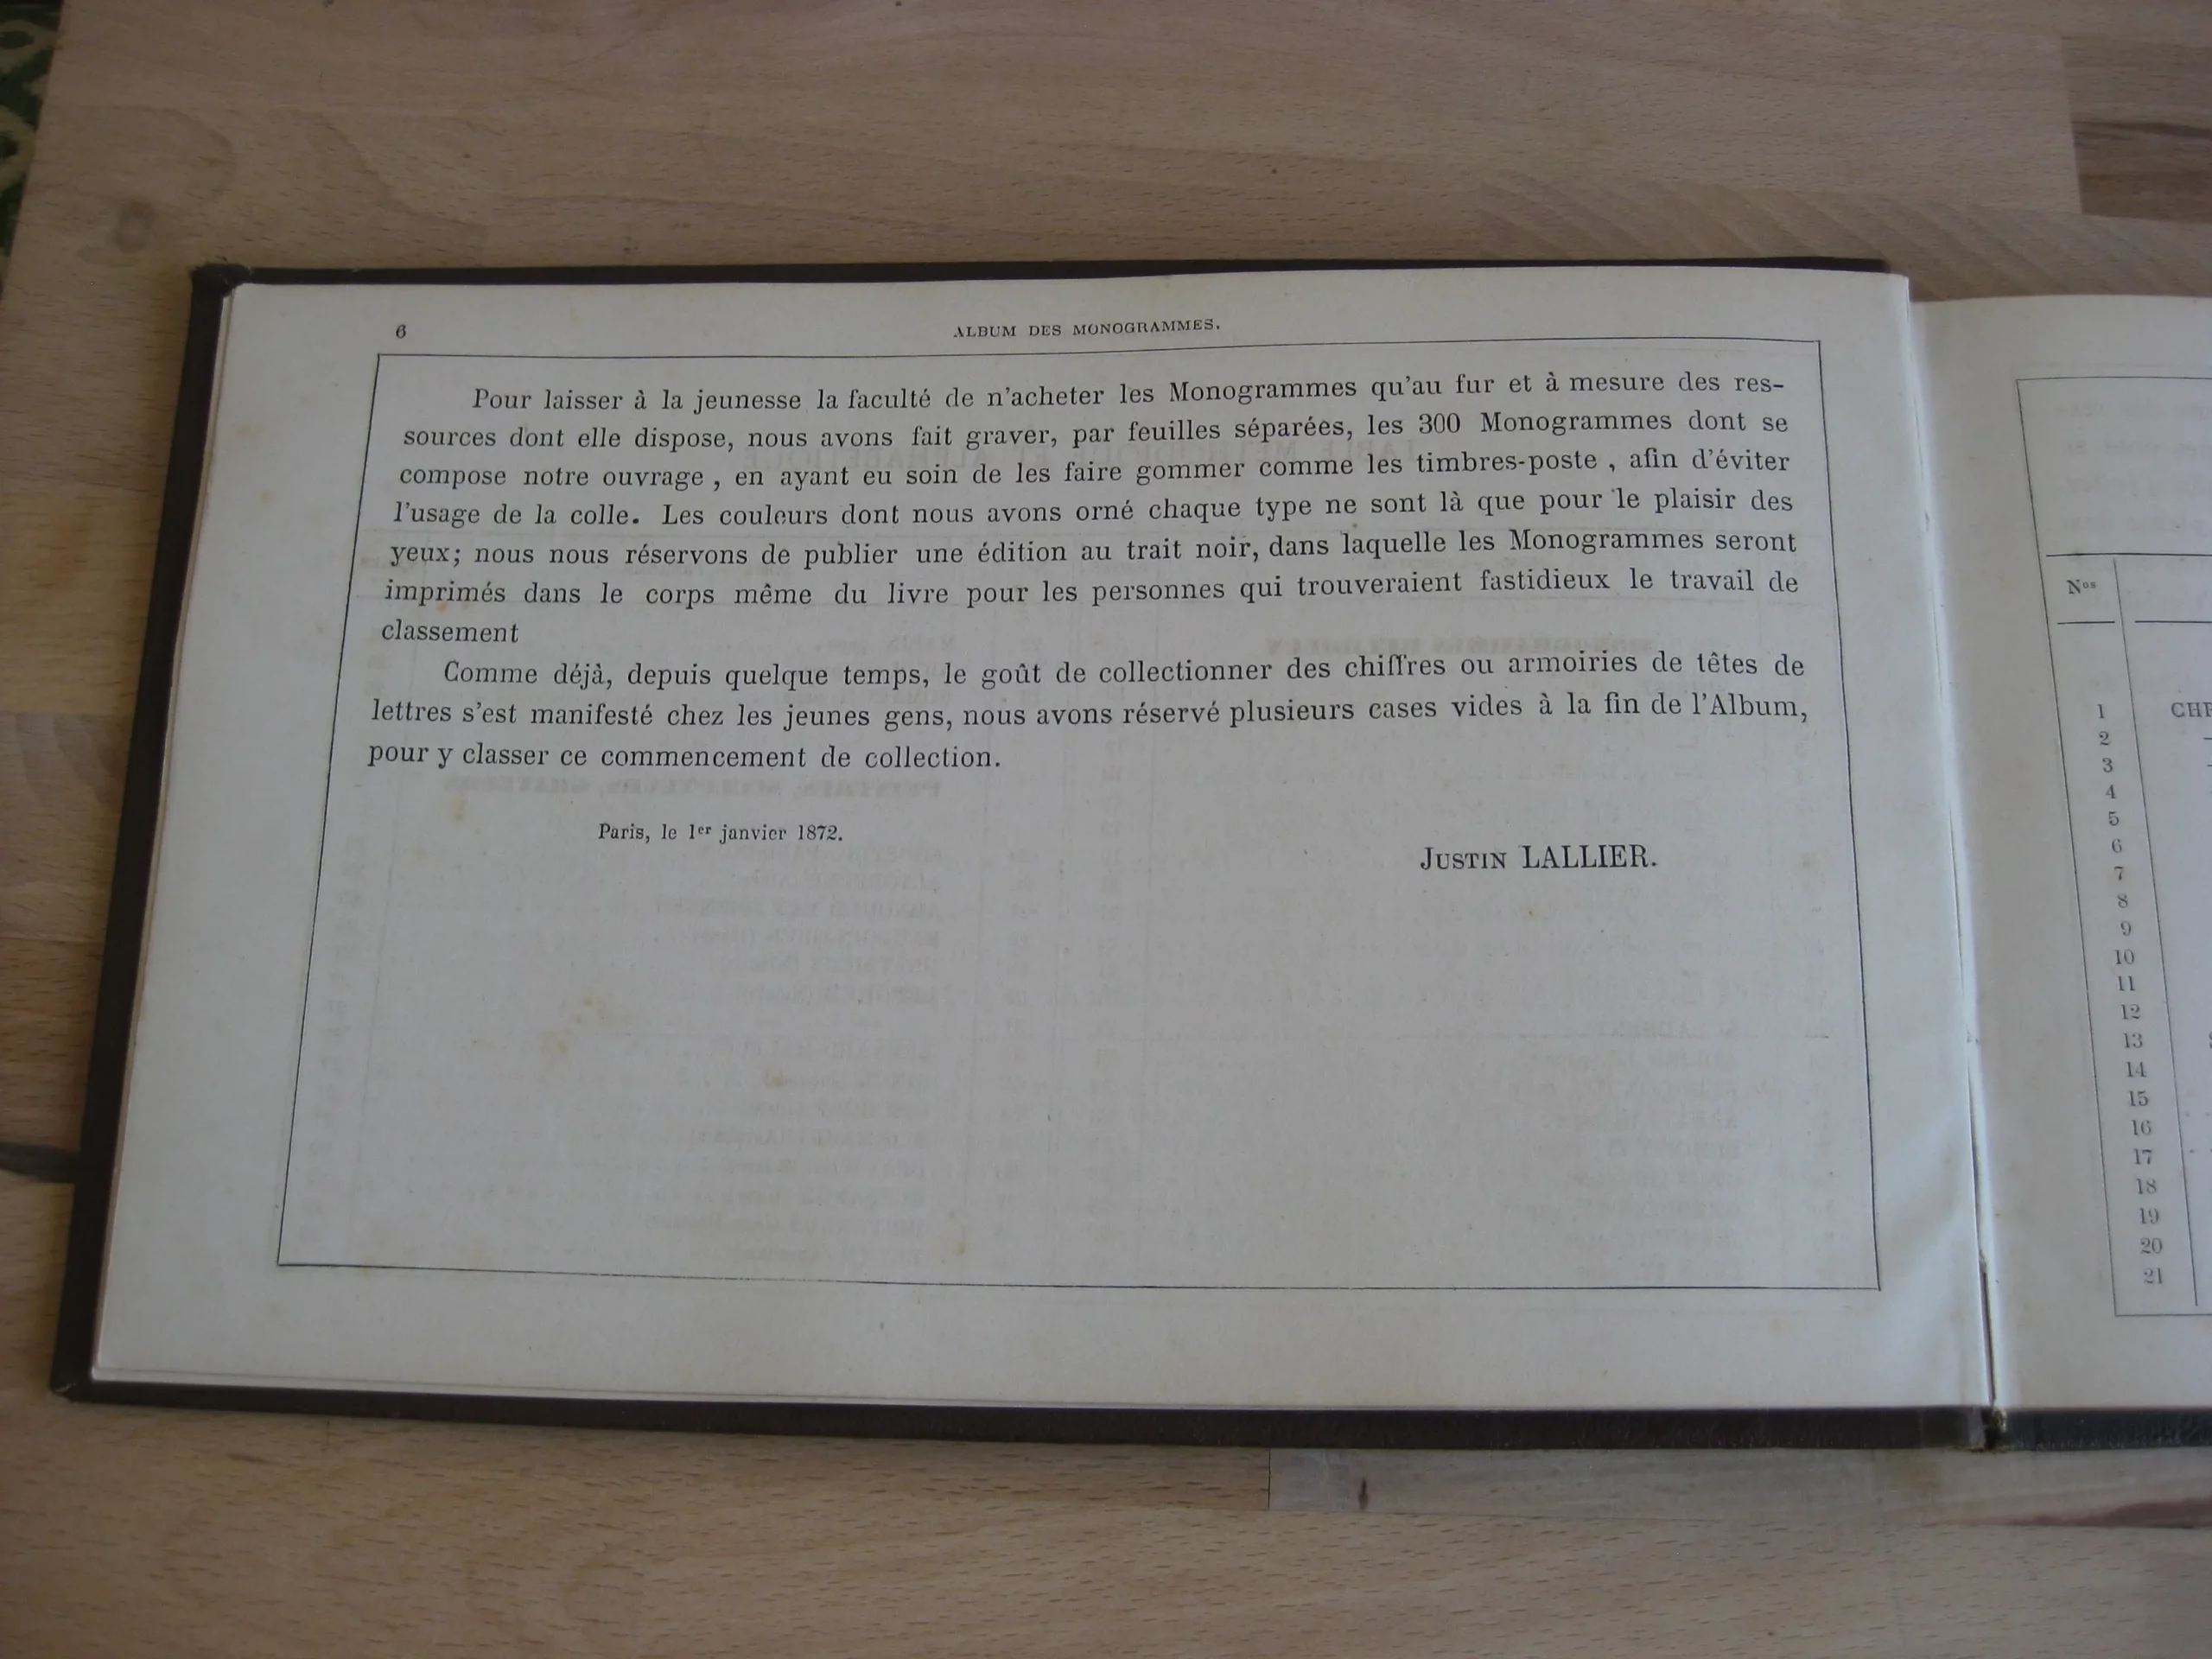 6
ALBUM DES MONOGRAMMES.
Pour laisser à la jeunesse la faculté de n'acheter les Monogrammes qu'au fur et à mesure des res-
sources dont elle dispose, nous avons fait graver, par feuilles séparées, les 300 Monogrammes dont se
compose notre ouvrage , en ayant eu soin de les faire gommer comme les timbres-poste , afin d'éviter
l'usage de la colle. Les couleurs dont nous avons orné chaque type ne sont là que pour le plaisir des
yeux; nous nous réservons de publier une édition au trait noir, dans laquelle les Monogrammes seront
imprimés dans le corps même du livre pour les personnes qui trouveraient fastidieux le travail de
classement
Comme déjà, depuis quelque temps, le goût de collectionner des chiffres ou armoiries de têtes de
lettres s'est manifesté chez les jeunes gens, nous avons réservé plusieurs cases vides à la fin de l'Album,
pour y classer ce commencement de collection.
Paris, le 1er janvier 1872.
JUSTIN LALLIER.
Nos
1
2
3
4
5
6
7
8
9
10
11
12
13
14
15
16
17
18
19
20
21